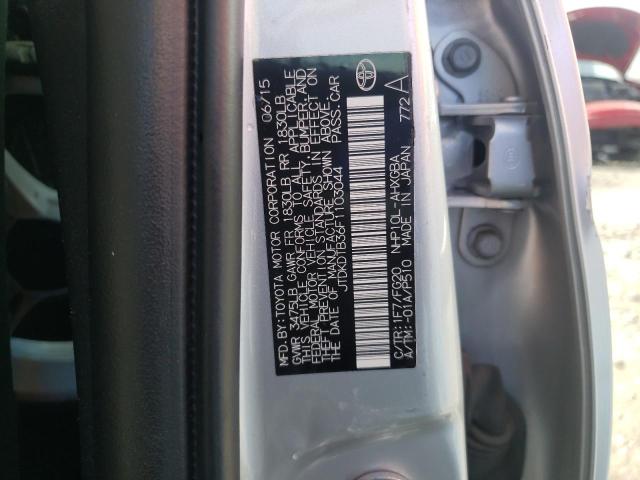 MFD.BY:TOYOTA MOTOR CORPORATION 06/15
GVWR 3475LB GAWR FR 1830LB RR 1830LB
THIS VEHICLE CONFORMS TO ALL APPLICABLE
FEDERAL MOTOR VEHICLE SAFETY, BUMPER, AND
THEFT PREVENTION STANDARDS IN EFFECT ON
THE DATE OF MANUFACTURE SHOWN ABOVE.
JTDKDTB36F1103044 PASS.CAR
C/TR:1F7/FG20 NHP10L-AHXGBA
A/TM:-01A/P510 MADE IN JAPAN 772 A